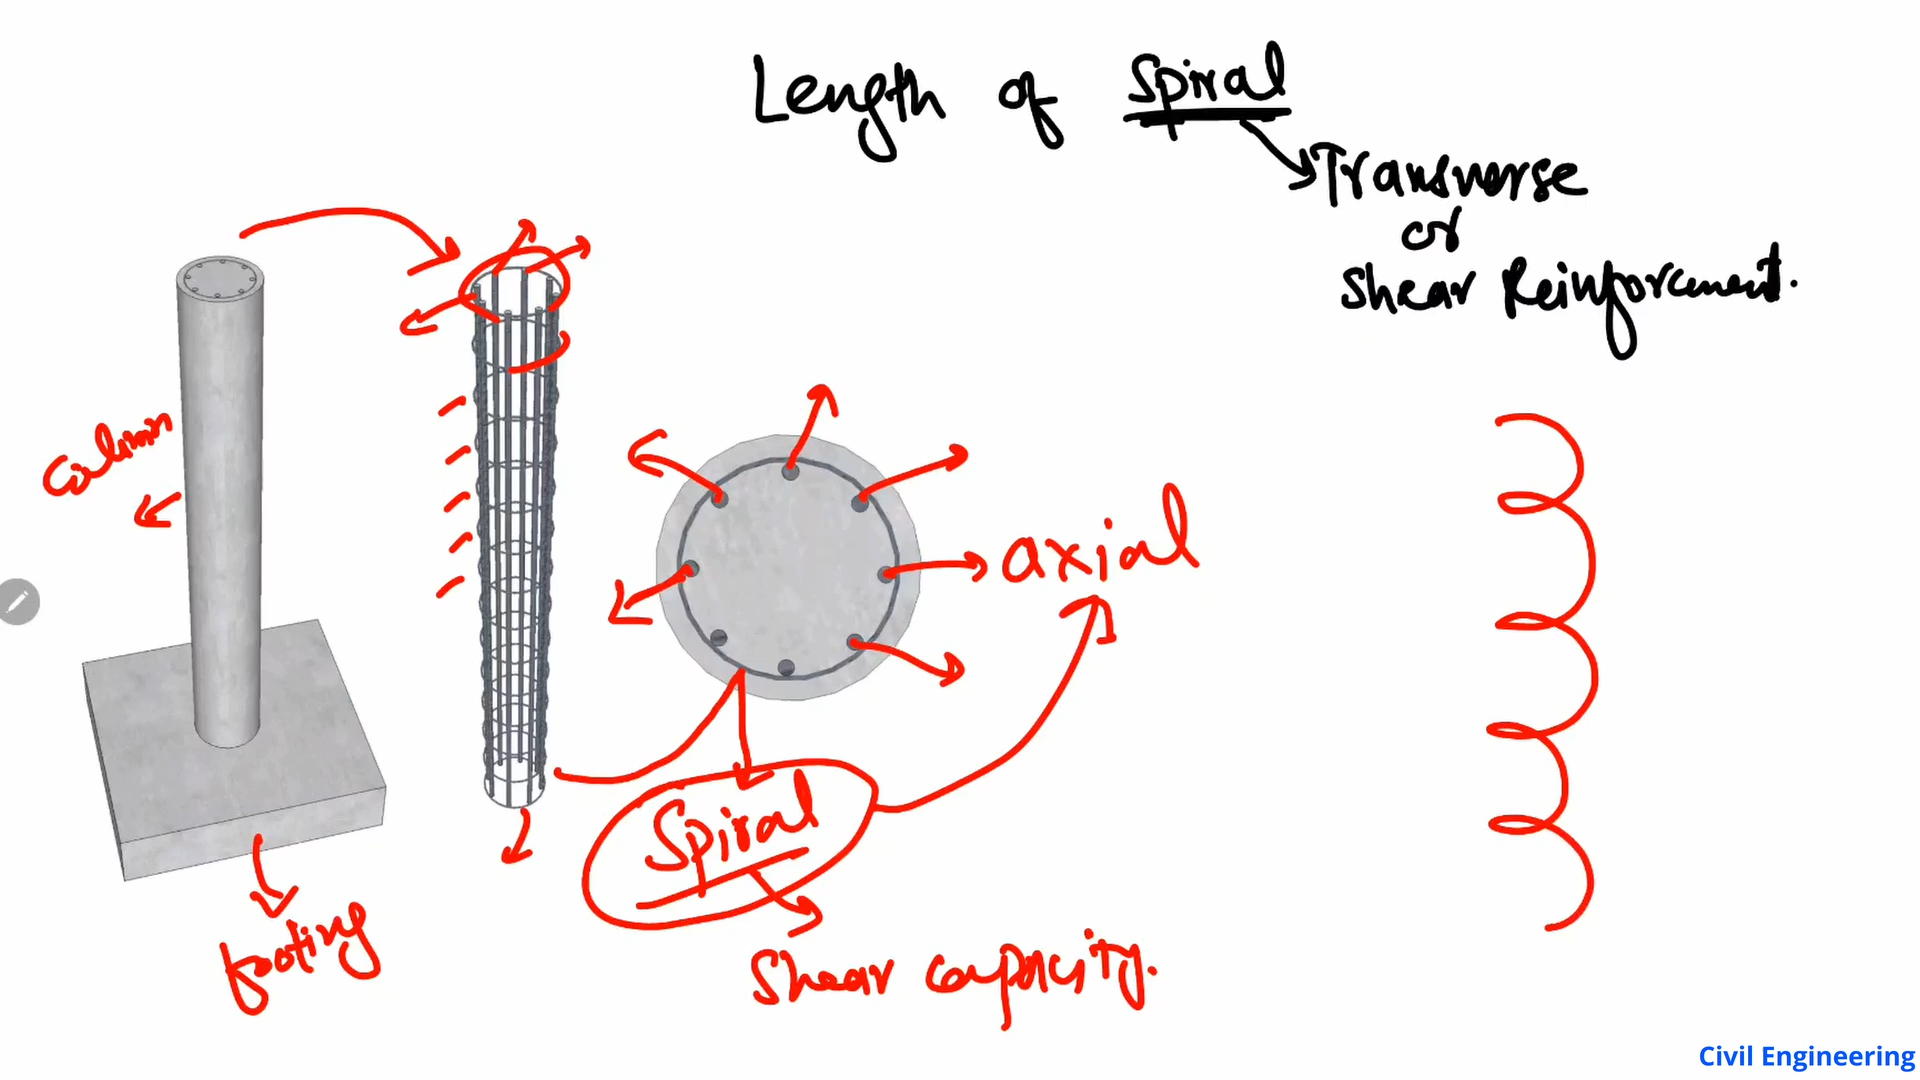 Length of Spiral
Transverse
or
Shear Reinforcement.
Column
axial
Spiral
footing
Shear capacity.
Civil Engineering